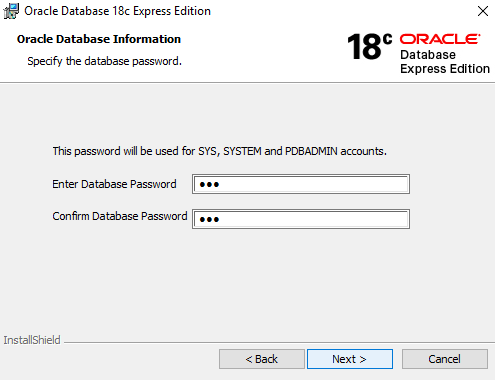 Oracle Database 18c Express Edition
Oracle Database Information
Specify the database password.
18c ORACLE
Database
Express Edition
This password will be used for SYS, SYSTEM and PDBADMIN accounts.
Enter Database Password •••
Confirm Database Password •••
InstallShield
< Back Next > Cancel